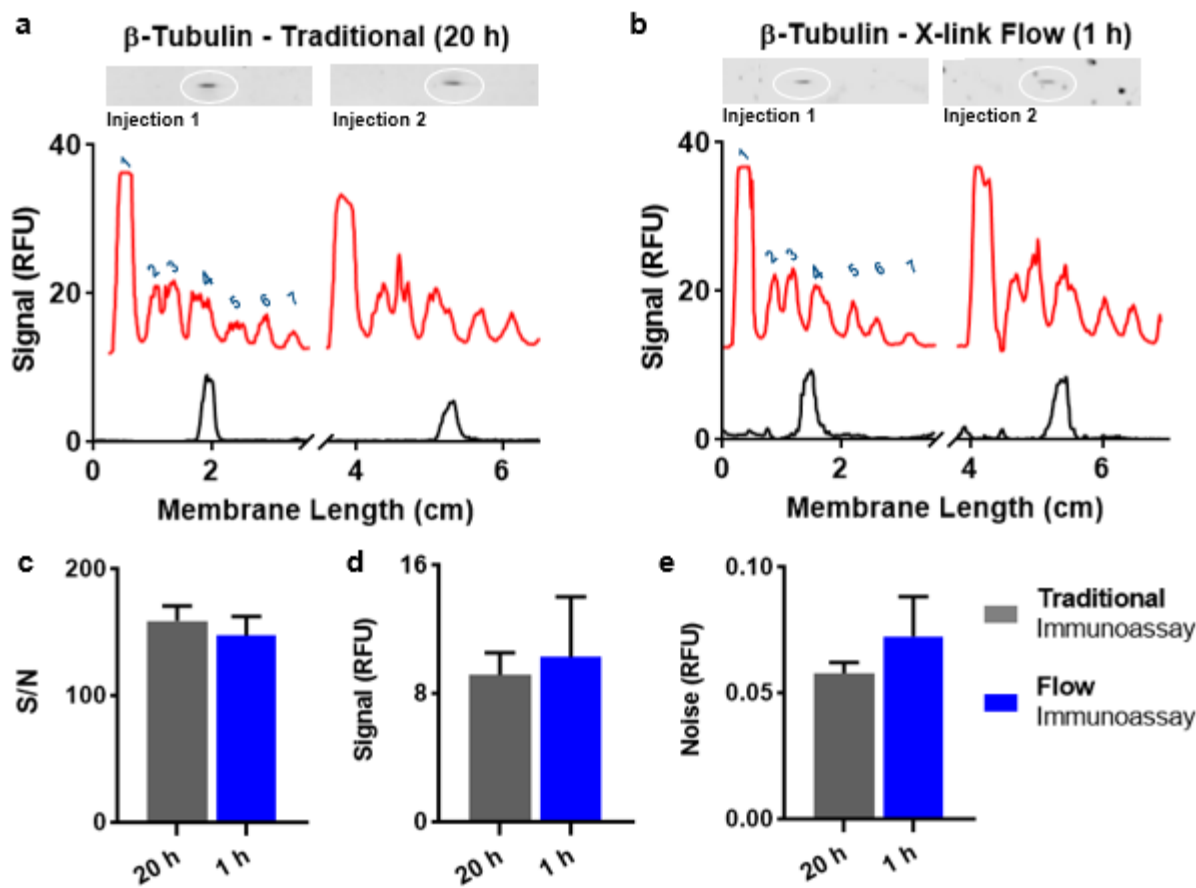 a
β-Tubulin - Traditional (20 h)
Injection 1
Injection 2
40
20
0
Signal (RFU)
1
2
3
4
5
6
7
0
2
4
6
Membrane Length (cm)
b
β-Tubulin - X-link Flow (1 h)
Injection 1
Injection 2
40
20
0
Signal (RFU)
1
2
3
4
5
6
7
0
2
4
6
Membrane Length (cm)
c
200
100
0
S/N
20 h
1 h
d
16
8
0
Signal (RFU)
20 h
1 h
e
0.10
0.05
0.00
Noise (RFU)
20 h
1 h
Traditional
Immunoassay
Flow
Immunoassay